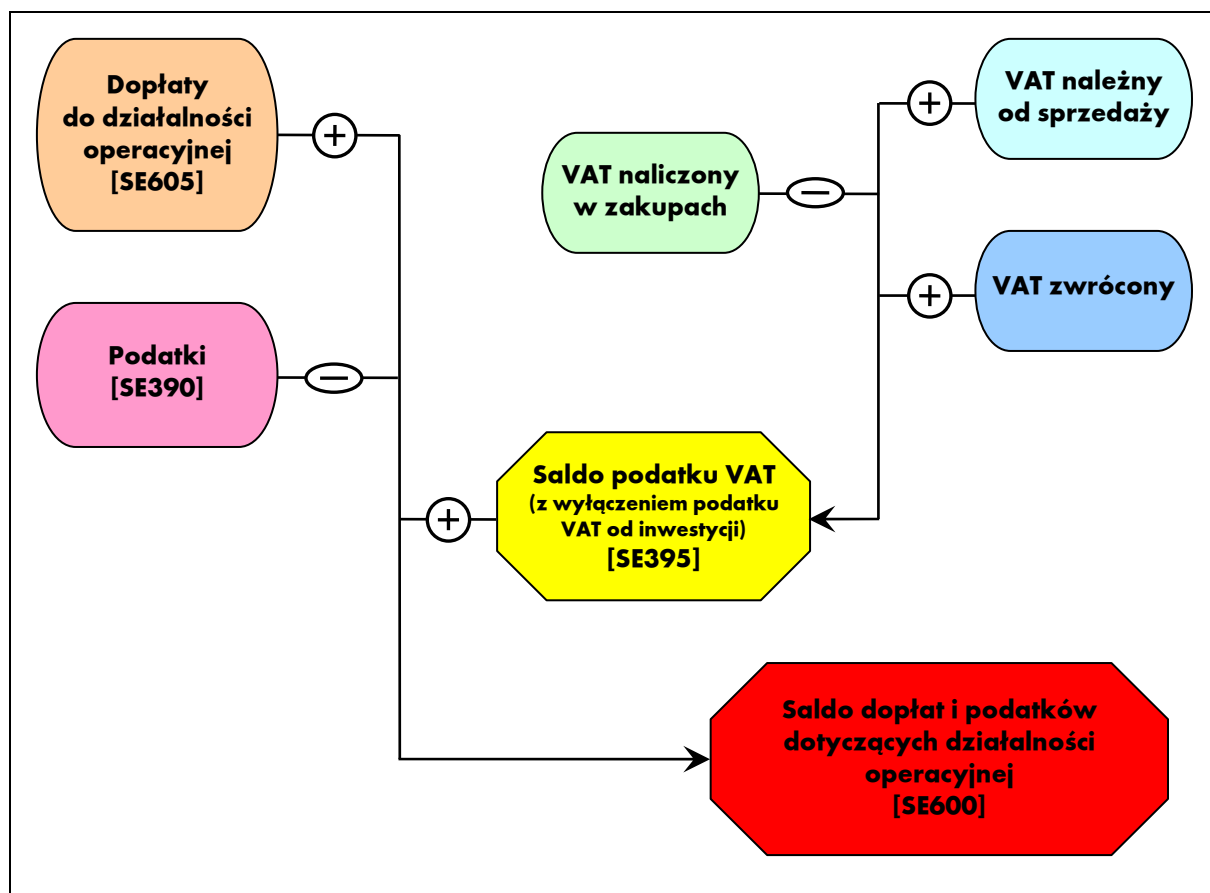 Dopłaty
do działalności
operacyjnej
[SE605]
+
VAT należny
od sprzedaży
+
VAT naliczony
w zakupach
−
VAT zwrócony
+
Podatki
[SE390]
−
Saldo podatku VAT
(z wyłączeniem podatku
VAT od inwestycji)
[SE395]
+
Saldo dopłat i podatków
dotyczących działalności
operacyjnej
[SE600]